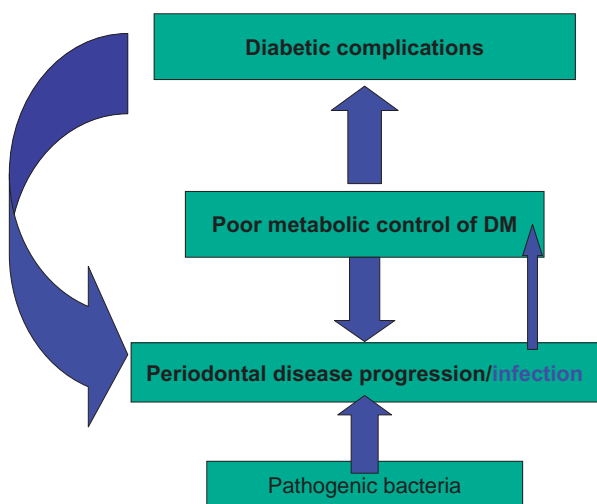 Diabetic complications
Poor metabolic control of DM
Periodontal disease progression/infection
Pathogenic bacteria